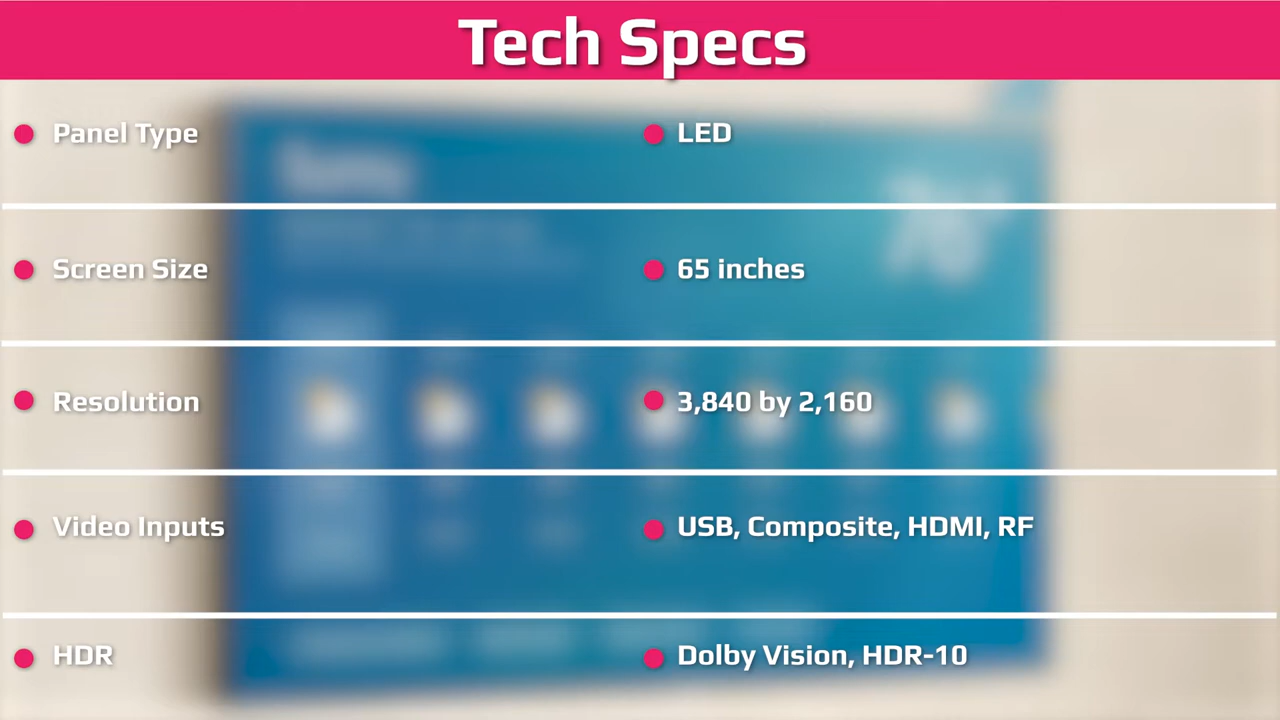 Tech Specs
Panel Type LED
Screen Size 65 inches
Resolution 3,840 by 2,160
Video Inputs USB, Composite, HDMI, RF
HDR Dolby Vision, HDR-10